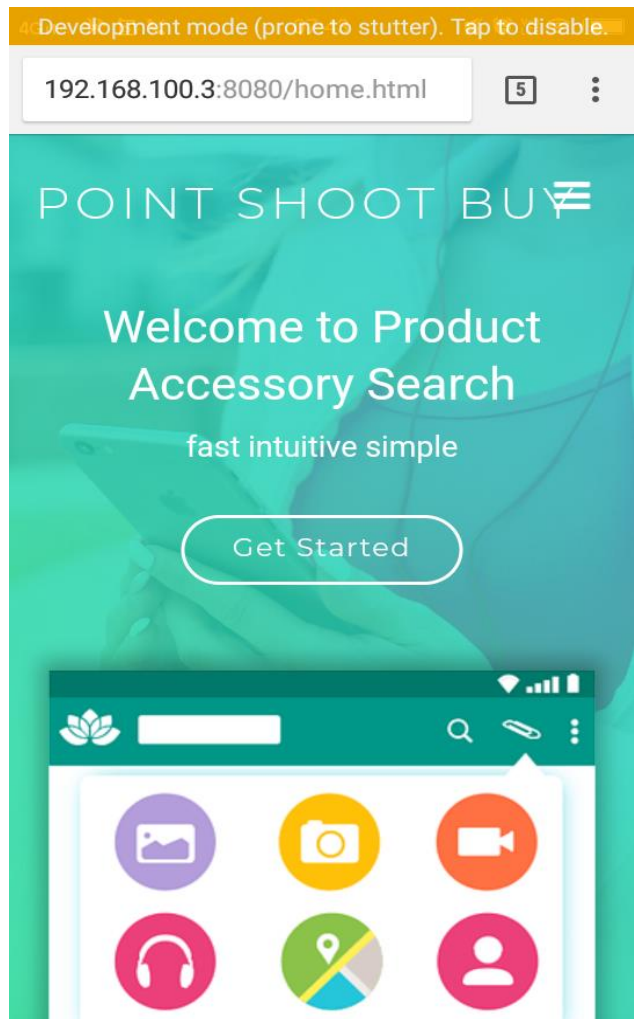 Development mode (prone to stutter). Tap to disable.
192.168.100.3:8080/home.html
5
POINT SHOOT BUY
Welcome to Product
Accessory Search
fast intuitive simple
Get Started